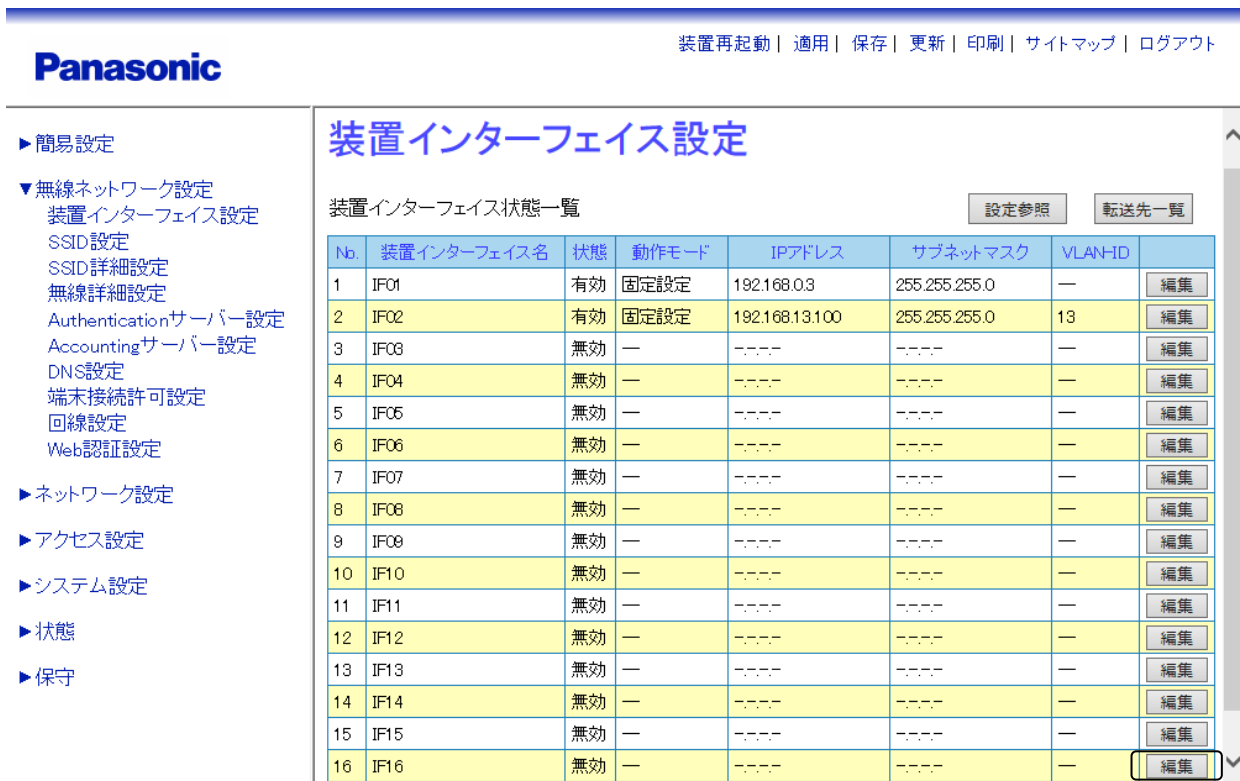 Panasonic
装置再起動| 適用| 保存| 更新| 印刷| サイトマップ| ログアウト
▶簡易設定
▼無線ネットワーク設定
装置インターフェイス設定
SSID設定
SSID詳細設定
無線詳細設定
Authenticationサーバー設定
Accountingサーバー設定
DNS設定
端末接続許可設定
回線設定
Web認証設定
▶ネットワーク設定
▶アクセス設定
▶システム設定
▶状態
▶保守
装置インターフェイス設定
装置インターフェイス状態一覧 設定参照 転送先一覧
No. 装置インターフェイス名 状態 動作モード IPアドレス サブネットマスク VLAN-ID
1 IF01 有効 固定設定 192.168.0.3 255.255.255.0 — 編集
2 IF02 有効 固定設定 192.168.13.100 255.255.255.0 13 編集
3 IF03 無効 — -.-.-.- -.-.-.- — 編集
4 IF04 無効 — -.-.-.- -.-.-.- — 編集
5 IF05 無効 — -.-.-.- -.-.-.- — 編集
6 IF06 無効 — -.-.-.- -.-.-.- — 編集
7 IF07 無効 — -.-.-.- -.-.-.- — 編集
8 IF08 無効 — -.-.-.- -.-.-.- — 編集
9 IF09 無効 — -.-.-.- -.-.-.- — 編集
10 IF10 無効 — -.-.-.- -.-.-.- — 編集
11 IF11 無効 — -.-.-.- -.-.-.- — 編集
12 IF12 無効 — -.-.-.- -.-.-.- — 編集
13 IF13 無効 — -.-.-.- -.-.-.- — 編集
14 IF14 無効 — -.-.-.- -.-.-.- — 編集
15 IF15 無効 — -.-.-.- -.-.-.- — 編集
16 IF16 無効 — -.-.-.- -.-.-.- — 編集